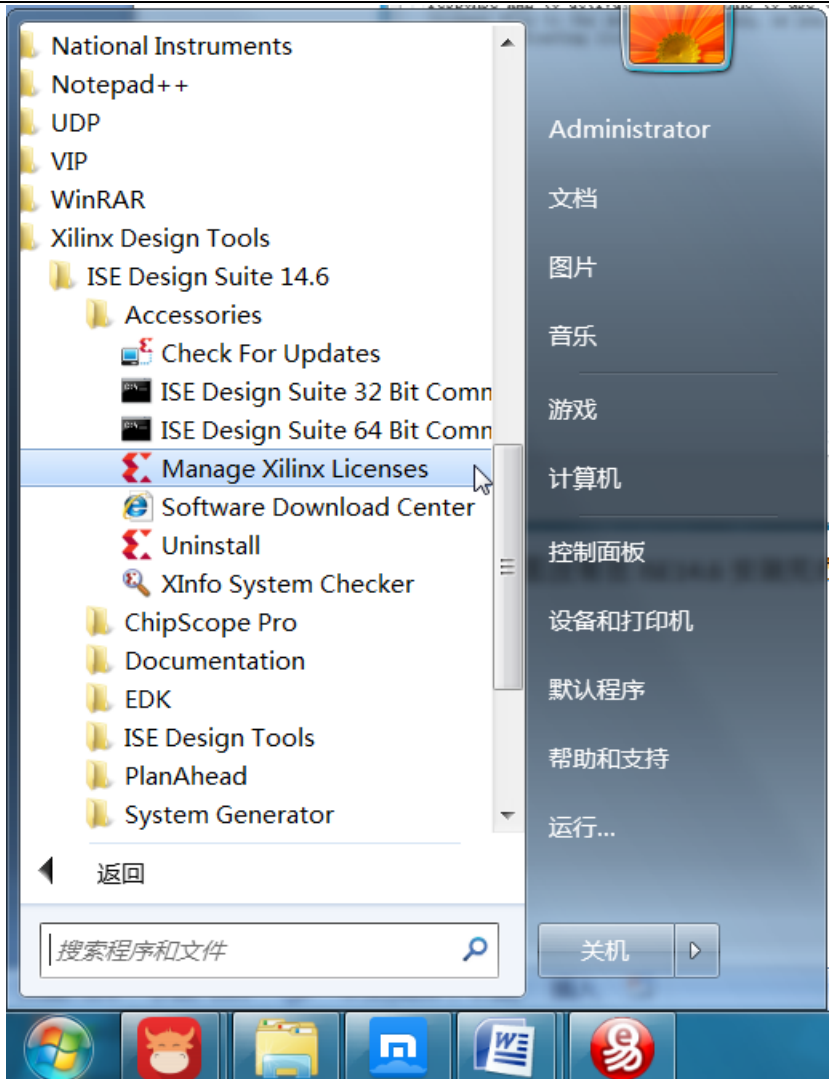 National Instruments
Notepad++
UDP
VIP
WinRAR
Xilinx Design Tools
ISE Design Suite 14.6
Accessories
Check For Updates
ISE Design Suite 32 Bit Comm
ISE Design Suite 64 Bit Comm
Manage Xilinx Licenses
Software Download Center
Uninstall
XInfo System Checker
ChipScope Pro
Documentation
EDK
ISE Design Tools
PlanAhead
System Generator
返回
搜索程序和文件
Administrator
文档
图片
音乐
游戏
计算机
控制面板
设备和打印机
默认程序
帮助和支持
运行...
关机